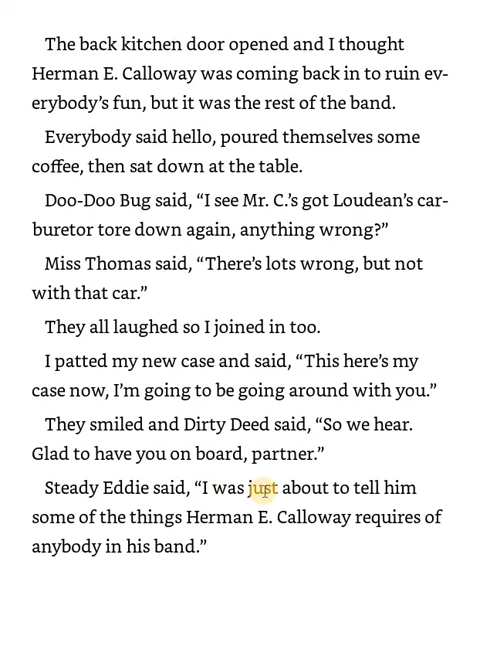 The back kitchen door opened and I thought
Herman E. Calloway was coming back in to ruin ev-
erybody’s fun, but it was the rest of the band.
Everybody said hello, poured themselves some
coffee, then sat down at the table.
Doo-Doo Bug said, “I see Mr. C.’s got Loudean’s car-
buretor tore down again, anything wrong?”
Miss Thomas said, “There’s lots wrong, but not
with that car.”
They all laughed so I joined in too.
I patted my new case and said, “This here’s my
case now, I’m going to be going around with you.”
They smiled and Dirty Deed said, “So we hear.
Glad to have you on board, partner.”
Steady Eddie said, “I was just about to tell him
some of the things Herman E. Calloway requires of
anybody in his band.”